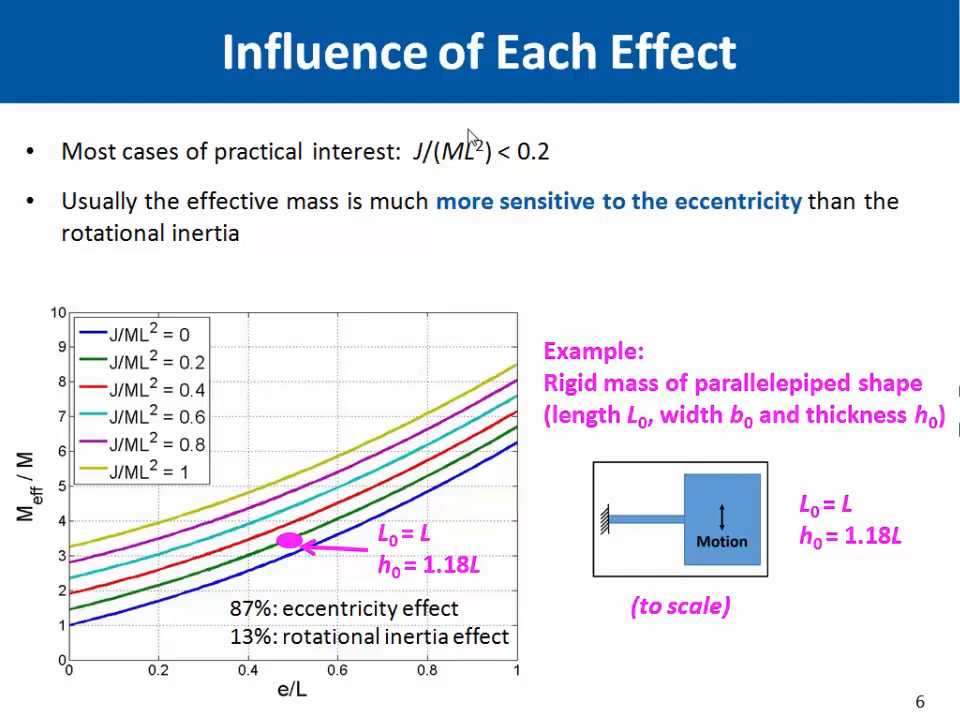 Influence of Each Effect
• Most cases of practical interest: J/(ML²) < 0.2
• Usually the effective mass is much more sensitive to the eccentricity than the
rotational inertia
10
9
8
7
6
5
4
3
2
1
0
M_eff / M
J/ML² = 0
J/ML² = 0.2
J/ML² = 0.4
J/ML² = 0.6
J/ML² = 0.8
J/ML² = 1
L₀ = L
h₀ = 1.18L
87%: eccentricity effect
13%: rotational inertia effect
0 0.2 0.4 0.6 0.8 1
e/L
Example:
Rigid mass of parallelepiped shape
(length L₀, width b₀ and thickness h₀)
Motion
L₀ = L
h₀ = 1.18L
(to scale)
6